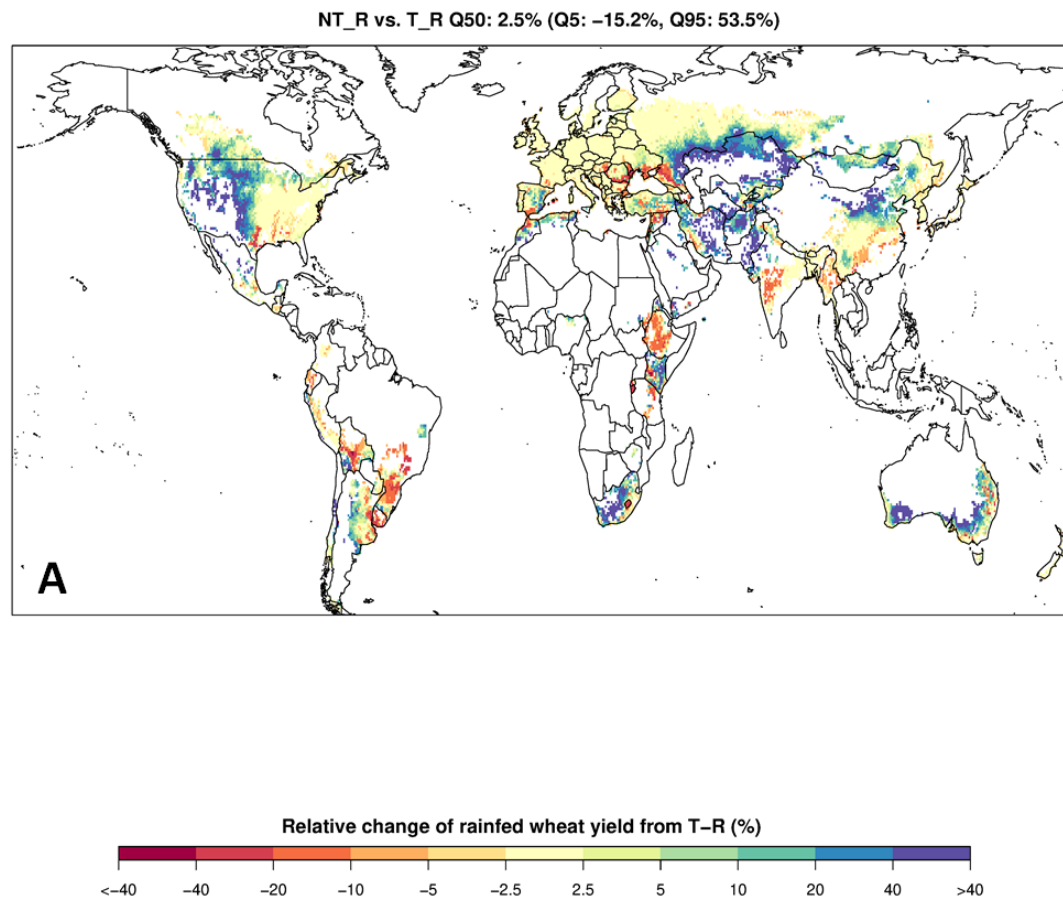 NT_R vs. T_R Q50: 2.5% (Q5: −15.2%, Q95: 53.5%)
A
Relative change of rainfed wheat yield from T−R (%)
<−40 −40 −20 −10 −5 −2.5 2.5 5 10 20 40 >40